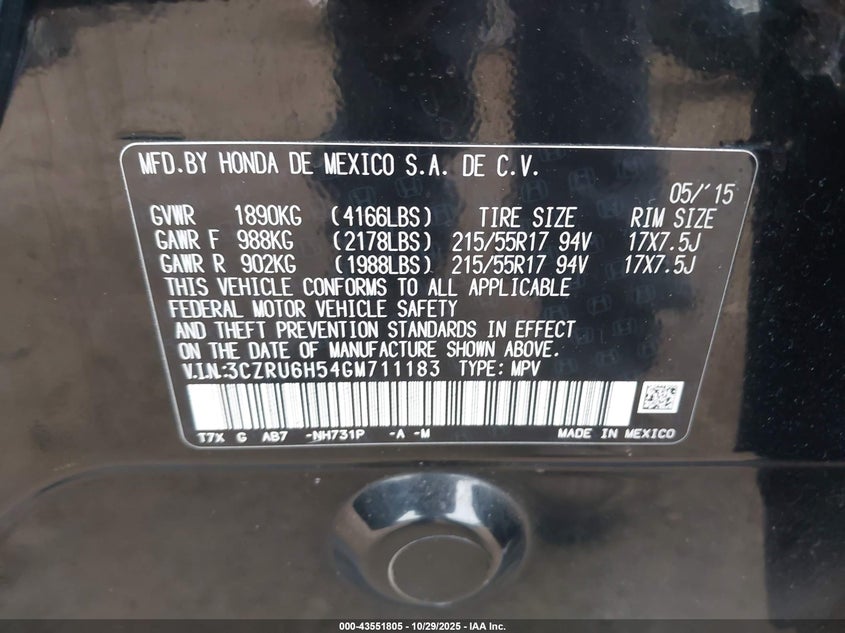 MFD.BY HONDA DE MEXICO S.A. DE C.V.
05/'15
GVWR 1890KG (4166LBS) TIRE SIZE RIM SIZE
GAWR F 988KG (2178LBS) 215/55R17 94V 17X7.5J
GAWR R 902KG (1988LBS) 215/55R17 94V 17X7.5J
THIS VEHICLE CONFORMS TO ALL APPLICABLE
FEDERAL MOTOR VEHICLE SAFETY
AND THEFT PREVENTION STANDARDS IN EFFECT
ON THE DATE OF MANUFACTURE SHOWN ABOVE.
V.I.N:3CZRU6H54GM711183 TYPE: MPV
T7X G AB7 -NH731P -A -M MADE IN MEXICO
000-43551805 - 10/29/2025 - IAA Inc.